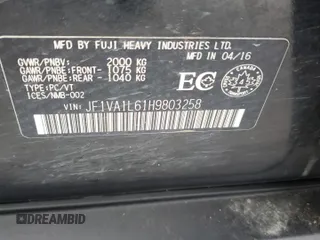 MFD BY FUJI HEAVY INDUSTRIES LTD.
GVWR/PNBV: 2000 KG MFD IN 04/16
GAWR/PNBE:FRONT- 1075 KG
GAWR/PNBE:REAR - 1040 KG
TYPE:PC/VT
ICES/NMB-002
EC
VIN: JF1VA1L61H9803258
© DREAMBID